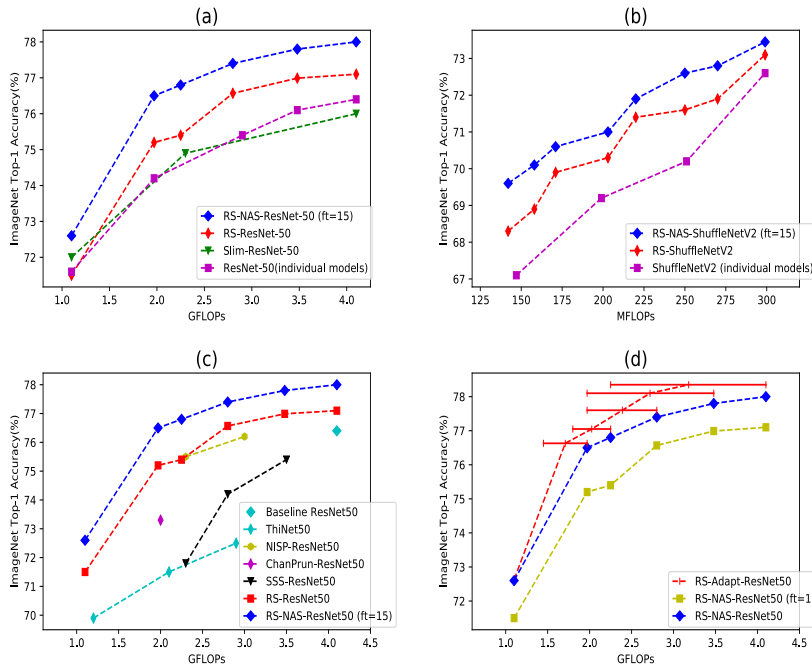 (a)
ImageNet Top-1 Accuracy(%)
78
77
76
75
74
73
72
RS-NAS-ResNet-50 (ft=15)
RS-ResNet-50
Slim-ResNet-50
ResNet-50(individual models)
1.0 1.5 2.0 2.5 3.0 3.5 4.0
GFLOPs
(b)
ImageNet Top-1 Accuracy(%)
73
72
71
70
69
68
67
RS-NAS-ShuffleNetV2 (ft=15)
RS-ShuffleNetV2
ShuffleNetV2 (individual models)
125 150 175 200 225 250 275 300
MFLOPs
(c)
ImageNet Top-1 Accuracy(%)
78
77
76
75
74
73
72
71
70
Baseline ResNet50
ThiNet50
NISP-ResNet50
ChanPrun-ResNet50
SSS-ResNet50
RS-ResNet50
RS-NAS-ResNet50 (ft=15)
1.0 1.5 2.0 2.5 3.0 3.5 4.0 4.5
GFLOPs
(d)
ImageNet Top-1 Accuracy(%)
78
77
76
75
74
73
72
RS-Adapt-ResNet50
RS-NAS-ResNet50 (ft=1
RS-NAS-ResNet50
1.0 1.5 2.0 2.5 3.0 3.5 4.0 4.5
GFLOPs